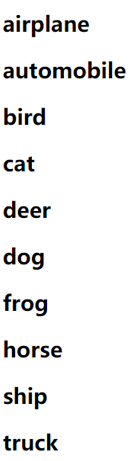 airplane
automobile
bird
cat
deer
dog
frog
horse
ship
truck